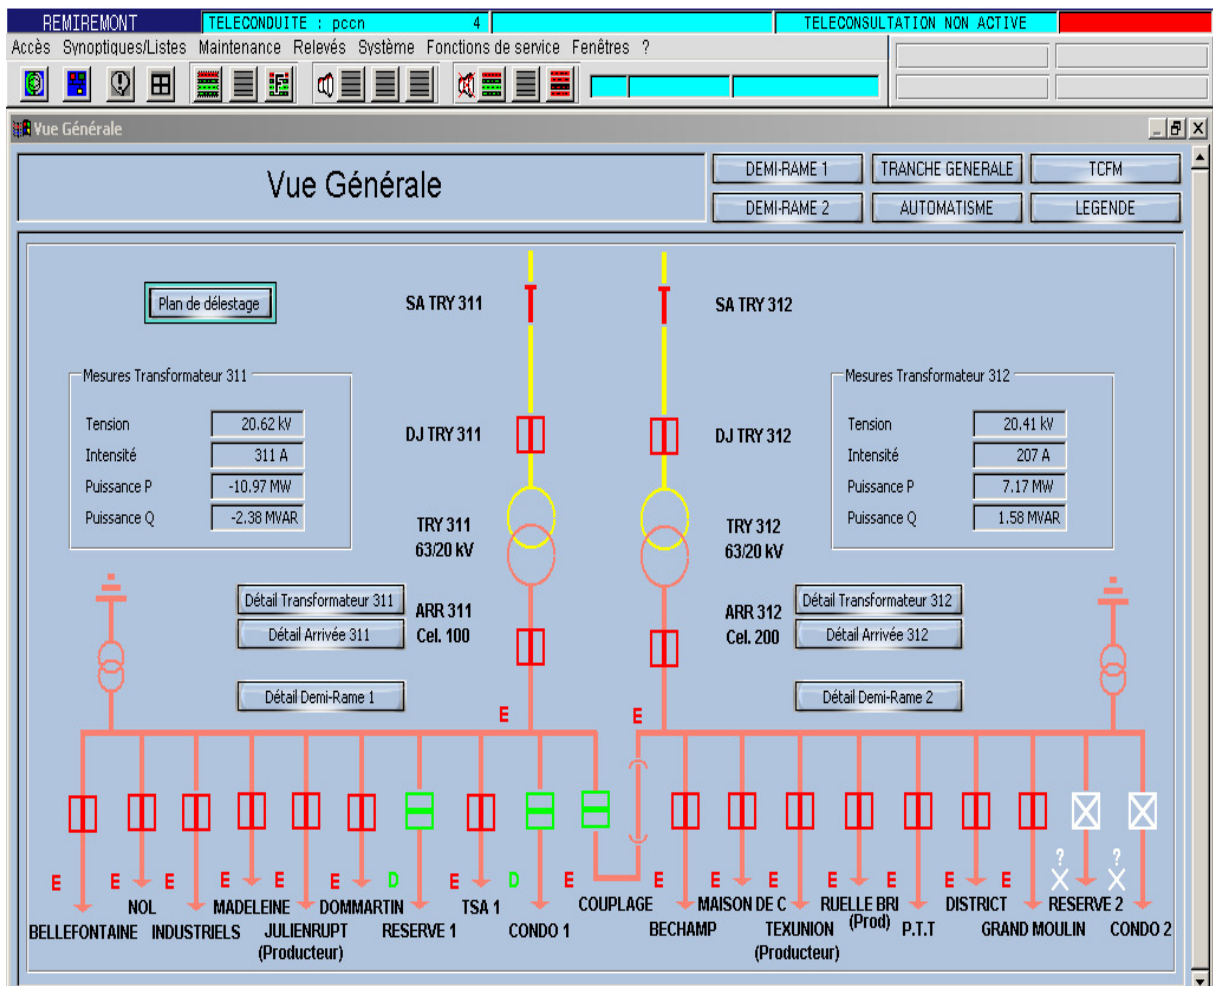 REMIREMONT TELECONDUITE : pccn 4 TELECONSULTATION NON ACTIVE
Accès Synoptiques/Listes Maintenance Relevés Système Fonctions de service Fenêtres ?
Vue Générale
Vue Générale
DEMI-RAME 1 TRANCHE GENERALE TCFM
DEMI-RAME 2 AUTOMATISME LEGENDE
Plan de délestage
SA TRY 311
SA TRY 312
Mesures Transformateur 311
Tension 20.62 kV
Intensité 311 A
Puissance P -10.97 MW
Puissance Q -2.38 MVAR
DJ TRY 311
DJ TRY 312
Mesures Transformateur 312
Tension 20.41 kV
Intensité 207 A
Puissance P 7.17 MW
Puissance Q 1.58 MVAR
TRY 311
63/20 kV
TRY 312
63/20 kV
Détail Transformateur 311
Détail Arrivée 311
ARR 311
Cel. 100
ARR 312
Cel. 200
Détail Transformateur 312
Détail Arrivée 312
Détail Demi-Rame 1
Détail Demi-Rame 2
E E
? ?
E E E E E E D E D E E E E E E E E
NOL MADELEINE DOMMARTIN TSA 1 COUPLAGE MAISON DE C RUELLE BRI DISTRICT RESERVE 2
(Prod)
BELLEFONTAINE INDUSTRIELS JULIENRUPT RESERVE 1 CONDO 1 BECHAMP TEXUNION P.T.T GRAND MOULIN CONDO 2
(Producteur) (Producteur)